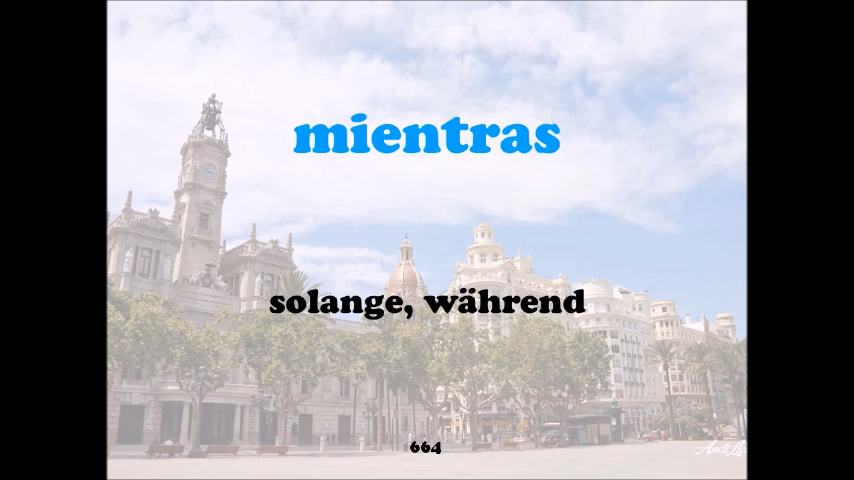 mientras
solange, während
664